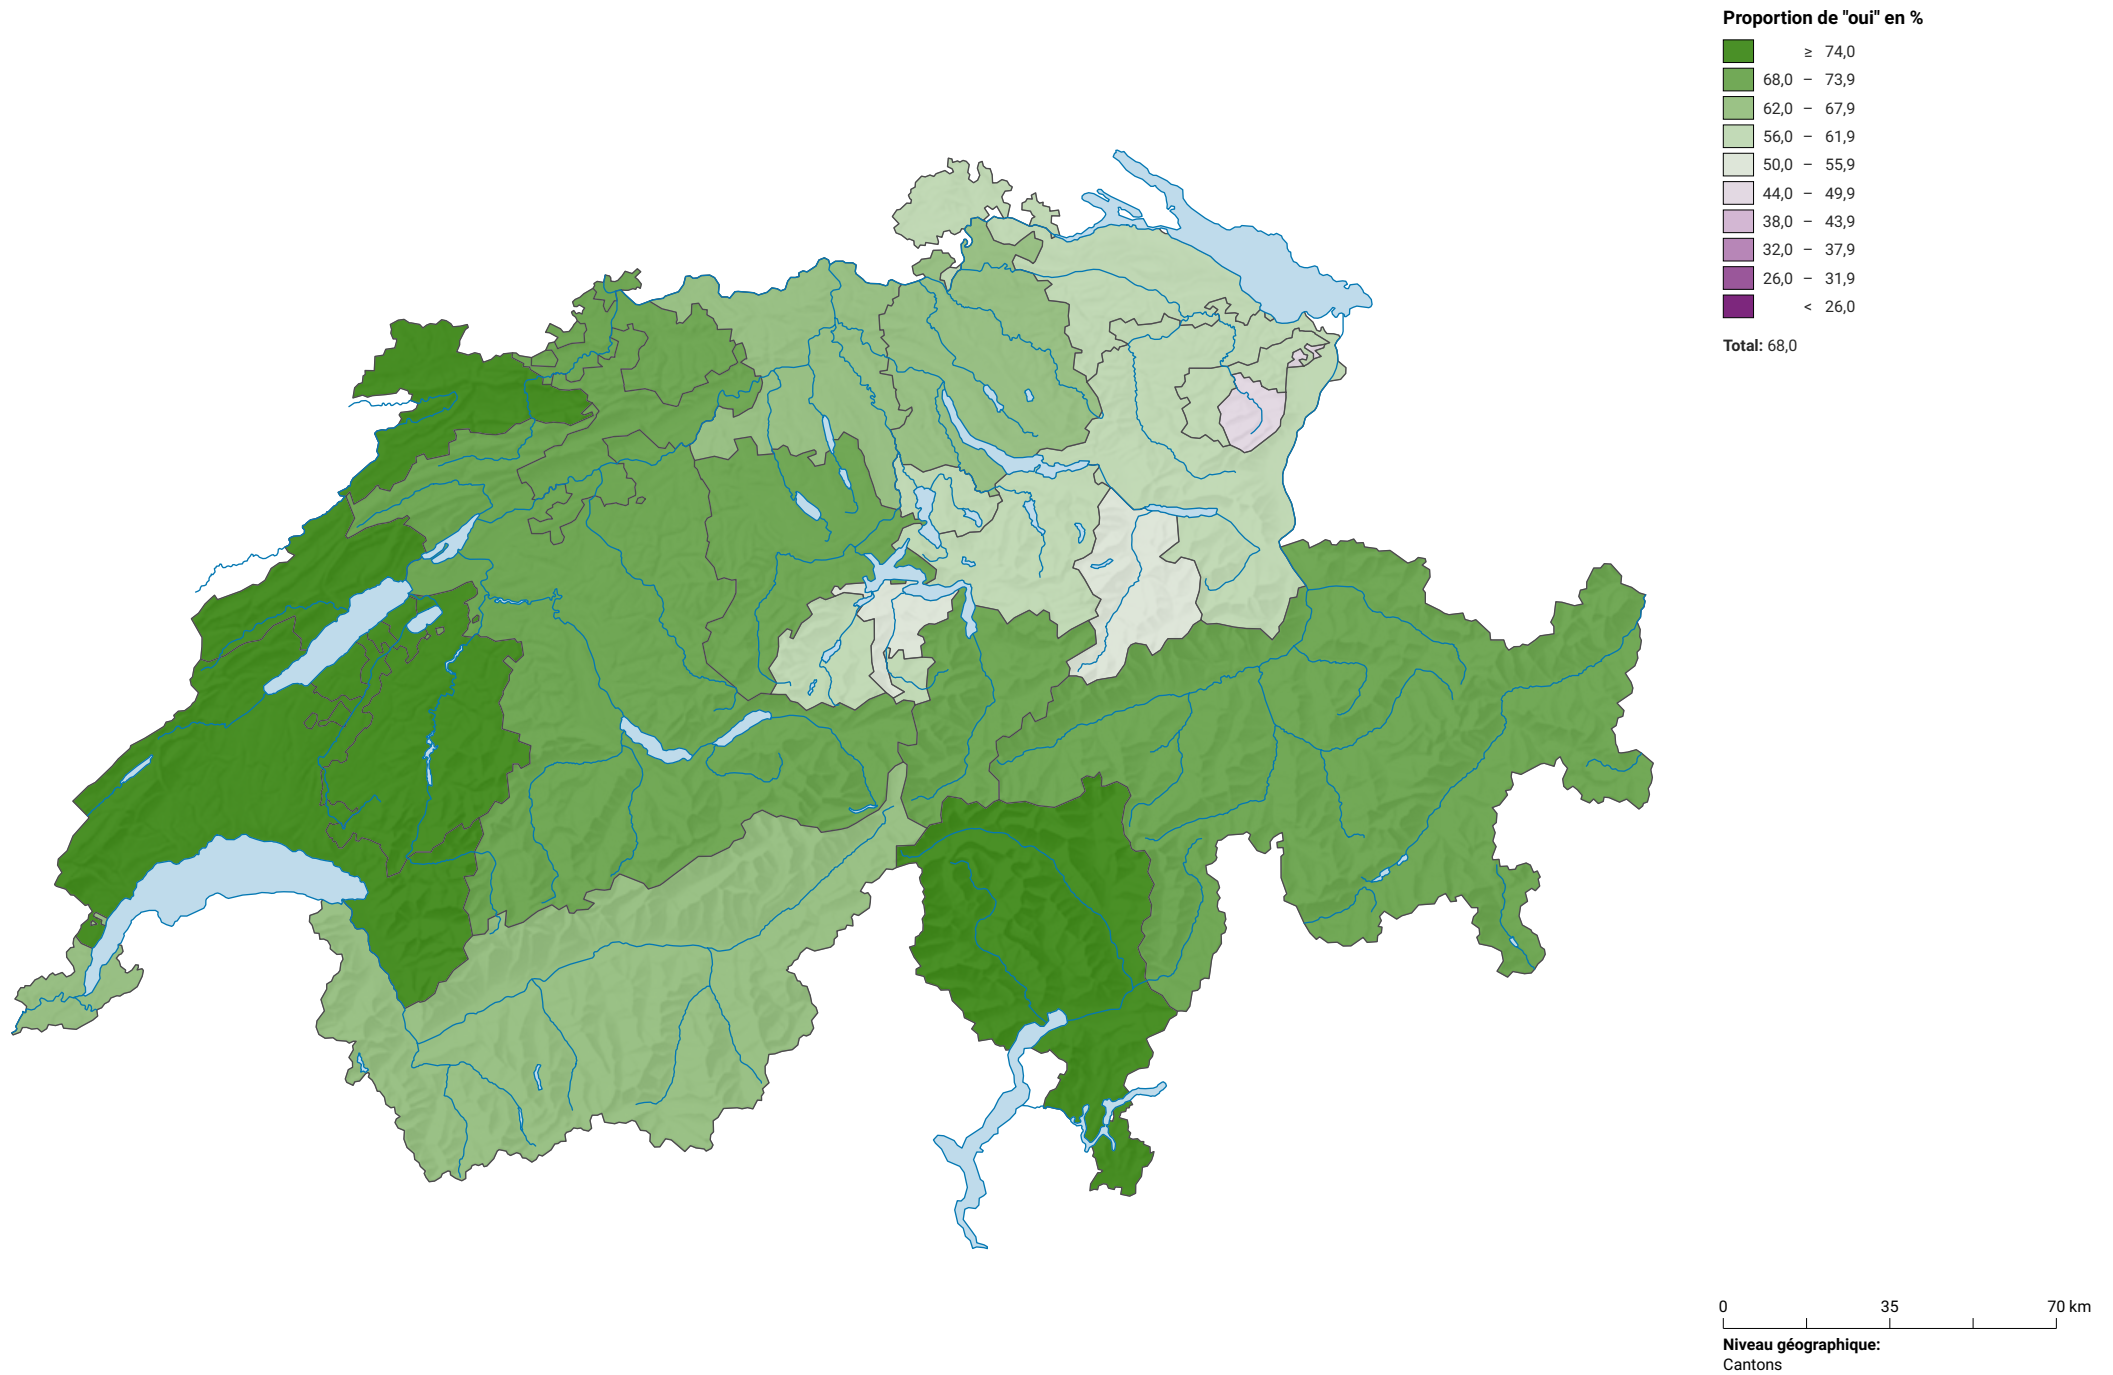 Proportion de "oui" en %
≥ 74,0
68,0 – 73,9
62,0 – 67,9
56,0 – 61,9
50,0 – 55,9
44,0 – 49,9
38,0 – 43,9
32,0 – 37,9
26,0 – 31,9
< 26,0
Total: 68,0
0 35 70 km
Niveau géographique:
Cantons